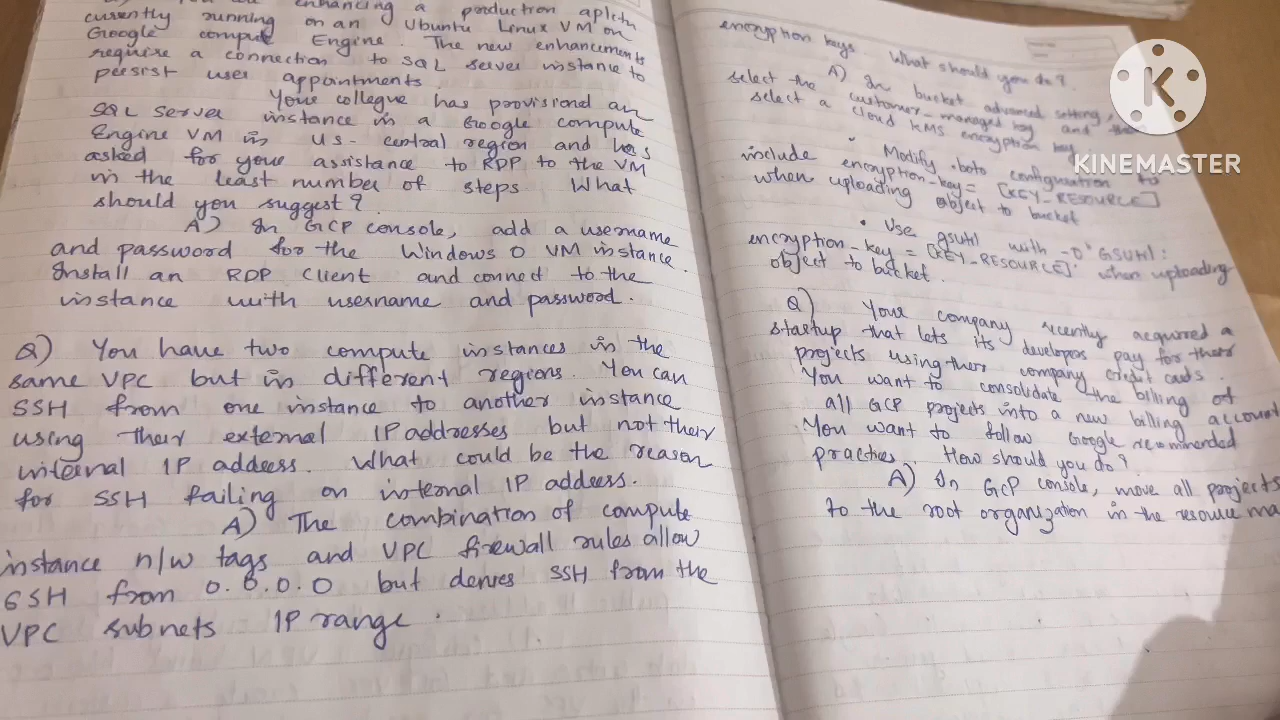 enhancing a production aplctn
currently running on an Ubuntu Linux VM on
Google compute Engine. The new enhancements
require a connection to SQL server instance to
persist user appointments.
Your collegue has provisiond an
SQL server instance in a Google compute
Engine VM in US-central region and has
asked for your assistance to RDP to the VM
in the least number of steps. What
should you suggest?
A) In GCP console, add a username
and password for the Windows O VM instance.
Install an RDP Client and connect to the
instance with username and password.
Q) You have two compute instances in the
same VPC but in different regions. You can
SSH from one instance to another instance
using their external IP addresses but not their
internal IP address. What could be the reason
for SSH failing on internal IP address.
A) The combination of compute
instance n/w tags and VPC firewall rules allow
SSH from 0.0.0.0 but denies SSH from the
VPC subnets IP range.
encryption keys. What should you do?
A) In bucket advanced setting,
select the customer-managed key and then
select a cloud KMS encryption key
• Modify .boto configuration to
include encryption-key= [KEY_RESOURCE]
when uploading object to bucket
• Use gsutil with -o' GSUtil:
encryption-key=[KEY_RESOURCE]' when uploading
object to bucket.
Q) Your company recently acquired a
startup that lets its developers pay for their
projects using their company credit cards.
You want to consolidate the billing of
all GCP projects into a new billing account
You want to follow Google recommended
practies. How should you do?
A) In GCP console, move all projects
to the root organization in the resource ma
KINEMASTER